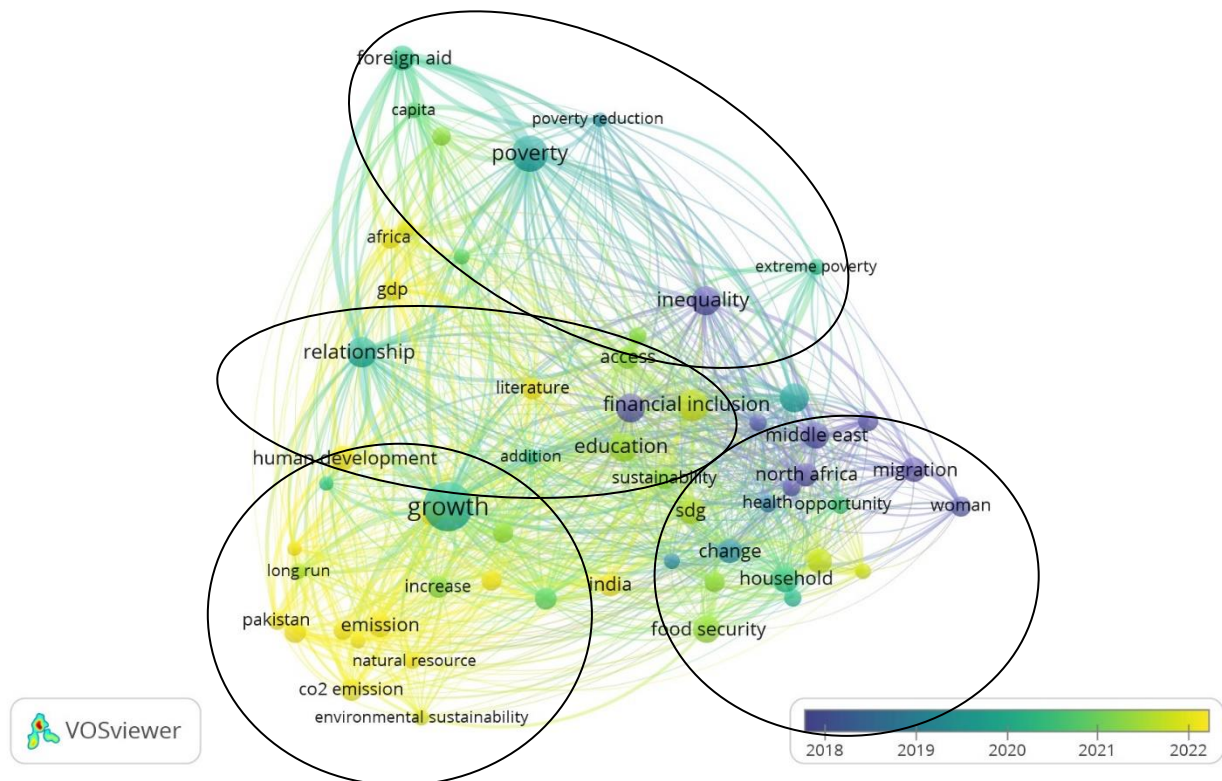 foreign aid
capita
poverty reduction
poverty
africa
extreme poverty
gdp
inequality
relationship
access
literature
financial inclusion
middle east
education
human development
addition
sustainability
north africa
migration
health
opportunity
woman
growth
sdg
change
long run
increase
india
household
pakistan
emission
food security
natural resource
co2 emission
environmental sustainability
VOSviewer
2018
2019
2020
2021
2022